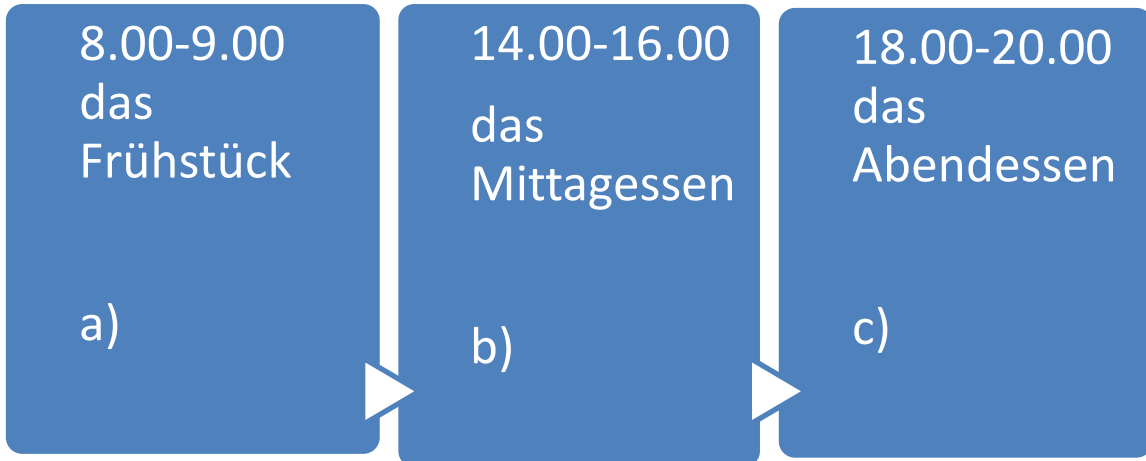 8.00-9.00
das
Frühstück
a)
14.00-16.00
das
Mittagessen
b)
18.00-20.00
das
Abendessen
c)